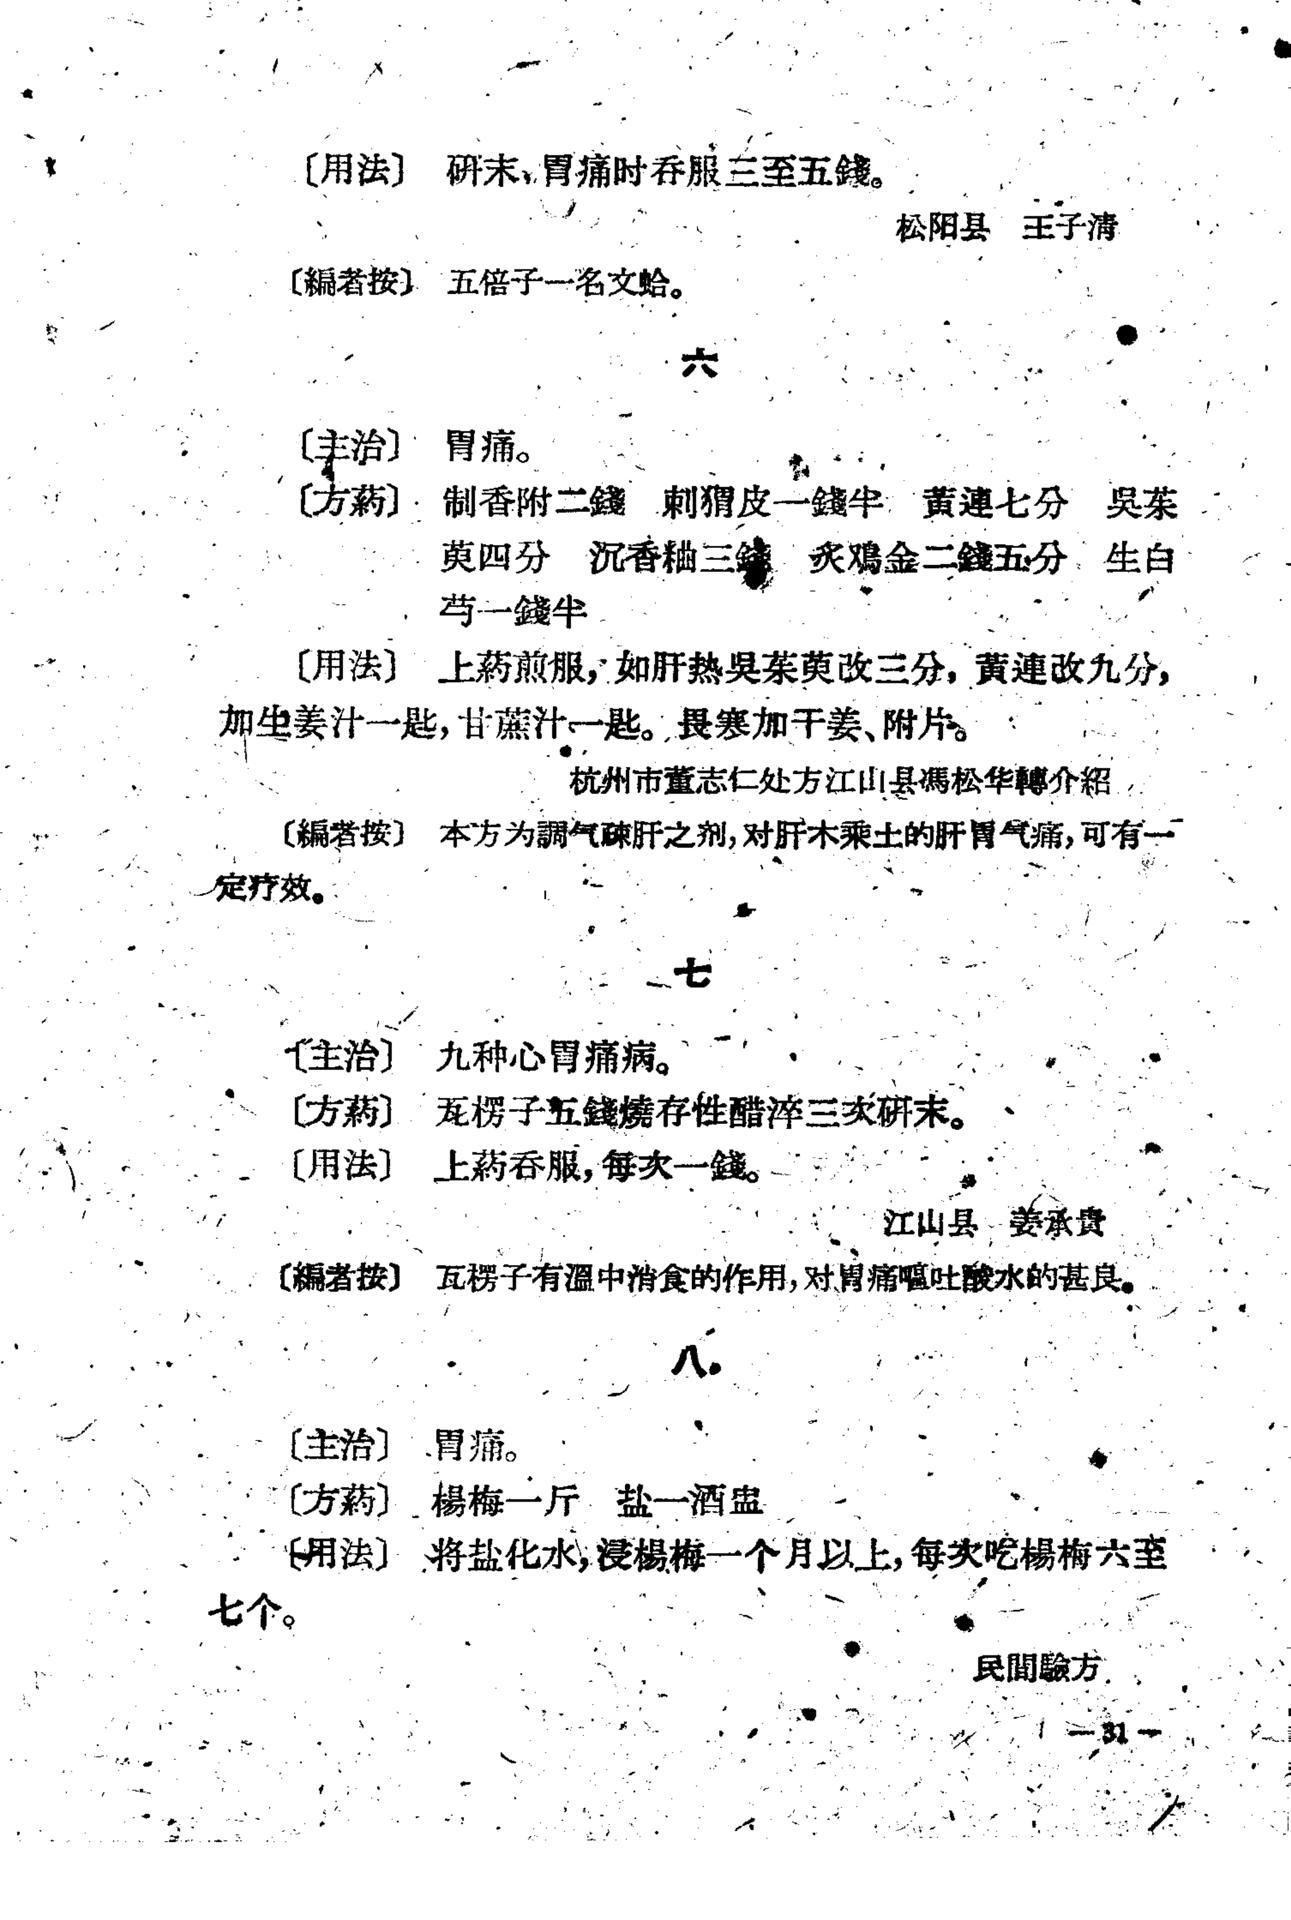 〔用法〕 研末、胃痛时吞服三至五錢。
松阳县 王子清
〔編者按〕 五倍子一名文蛤。
六
〔主治〕 胃痛。
〔方葯〕 制香附二錢 刺猬皮一錢半 黄連七分 吳茱
萸四分 沉香粬三錢 炙鳮金二錢五分 生白
芍一錢半
〔用法〕 上葯煎服，如肝热吳茱萸改三分，黄連改九分，
加生姜汁一匙，甘蔗汁一匙。畏寒加干姜、附片。
杭州市董志仁处方江山县馮松华轉介紹
〔編者按〕 本方为調气疎肝之剂，对肝木乘土的肝胃气痛，可有一
定疗效。
七
〔主治〕 九种心胃痛病。
〔方葯〕 瓦楞子五錢燒存性醋淬三次研末。
〔用法〕 上葯吞服，每次一錢。
江山县 姜承贵
〔編者按〕 瓦楞子有溫中消食的作用，对胃痛嘔吐酸水的甚良。
八
〔主治〕 胃痛。
〔方葯〕 楊梅一斤 盐一酒盅
〔用法〕 将盐化水，浸楊梅一个月以上，每次吃楊梅六至
七个。
民間驗方
—31—